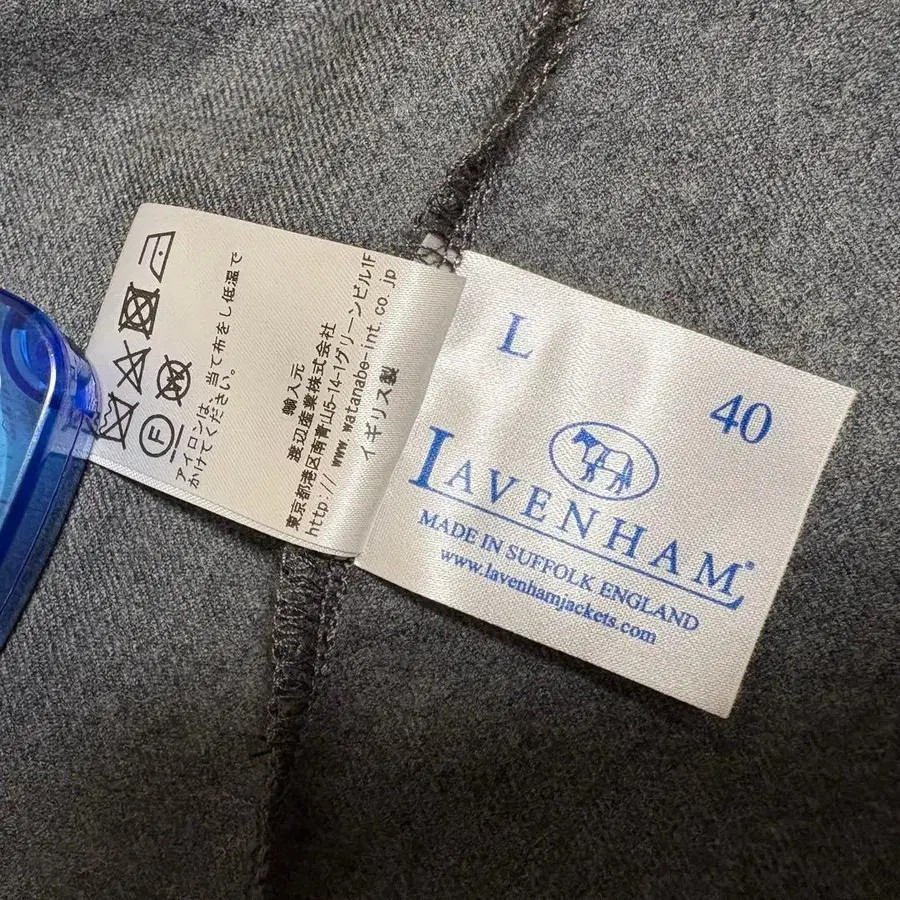 アイロンは、当て布をし低温で
かけてください。
F
輸入元
渡辺産業株式会社
東京都港区南青山5-14-1グリーンビル1F
http://www.watanabe-int.co.jp
イギリス製
L
40
LAVENHAM®
MADE IN SUFFOLK ENGLAND
www.lavenhamjackets.com